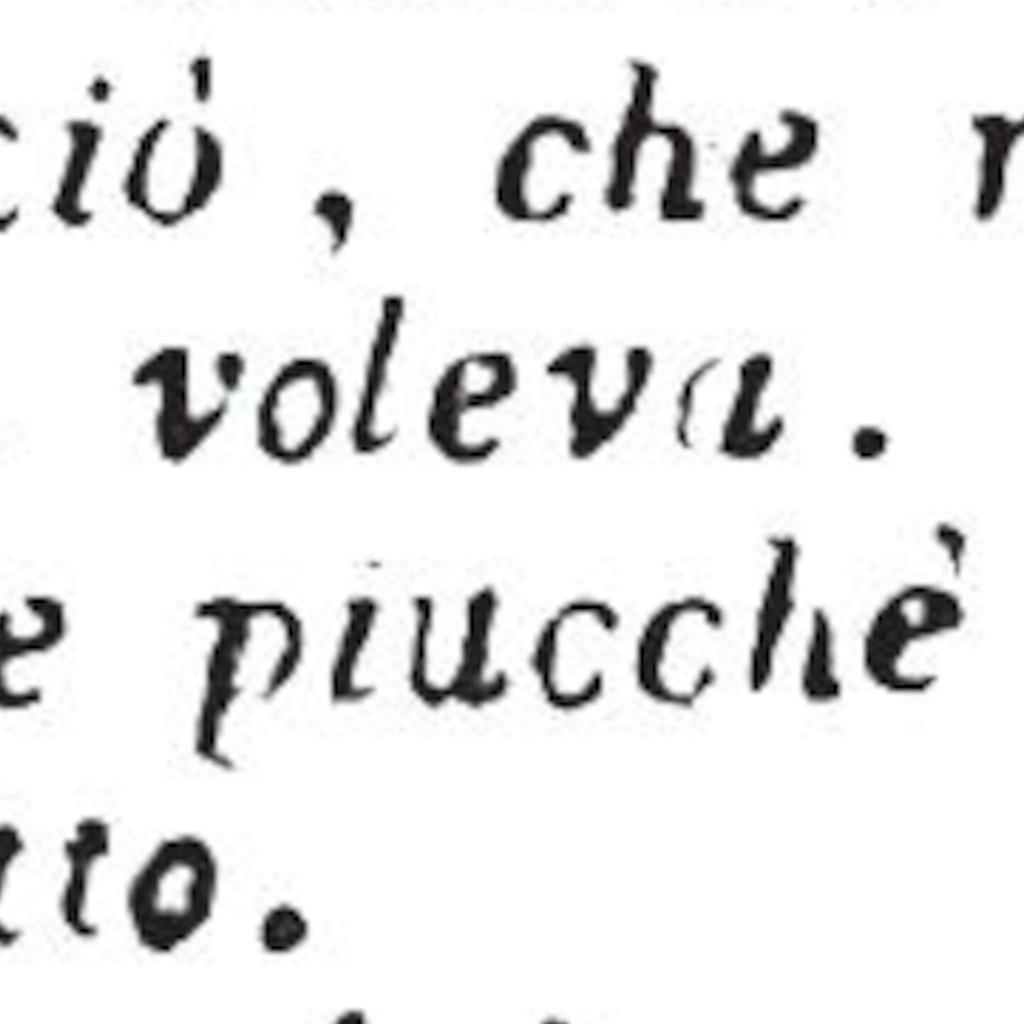 ciò, che
voleva.
e piucchè
tto.